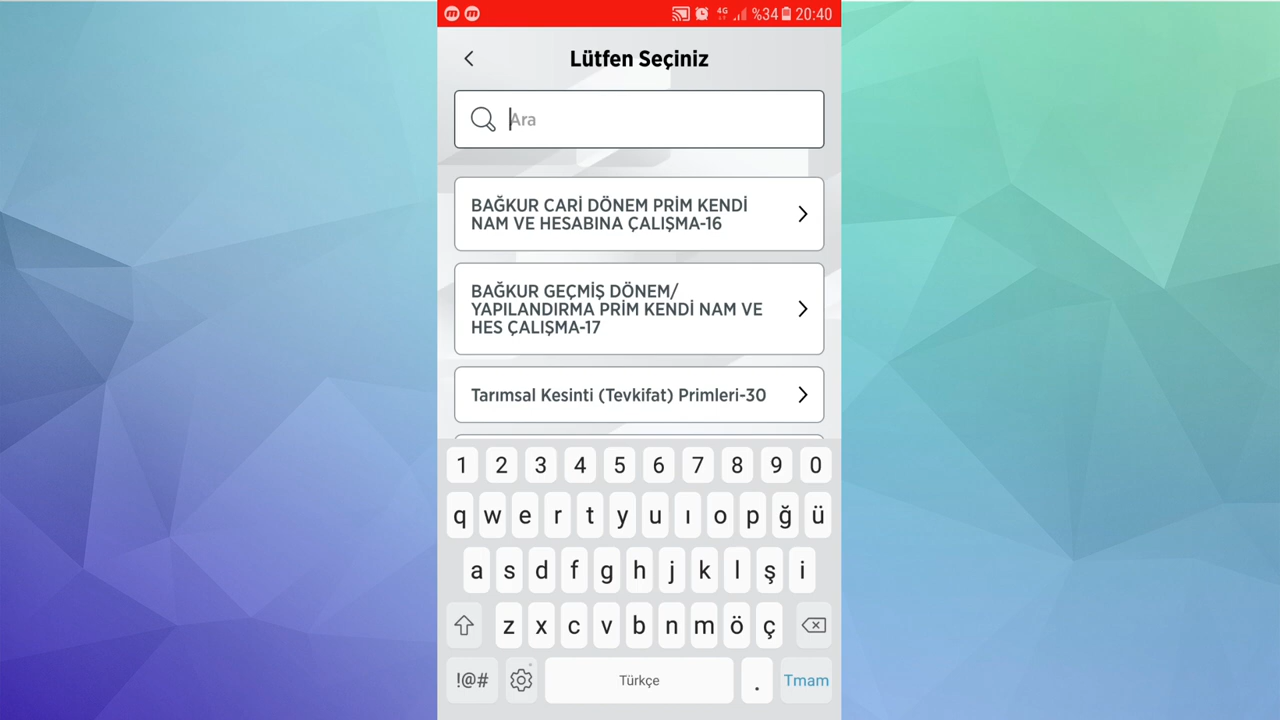 m m 4G %34 20:40
Lütfen Seçiniz
Ara
BAĞKUR CARİ DÖNEM PRİM KENDİ
NAM VE HESABINA ÇALIŞMA-16
BAĞKUR GEÇMİŞ DÖNEM/
YAPILANDIRMA PRİM KENDİ NAM VE
HES ÇALIŞMA-17
Tarımsal Kesinti (Tevkifat) Primleri-30
1 2 3 4 5 6 7 8 9 0
q w e r t y u ı o p ğ ü
a s d f g h j k l ş i
z x c v b n m ö ç
!@# Türkçe . Tmam